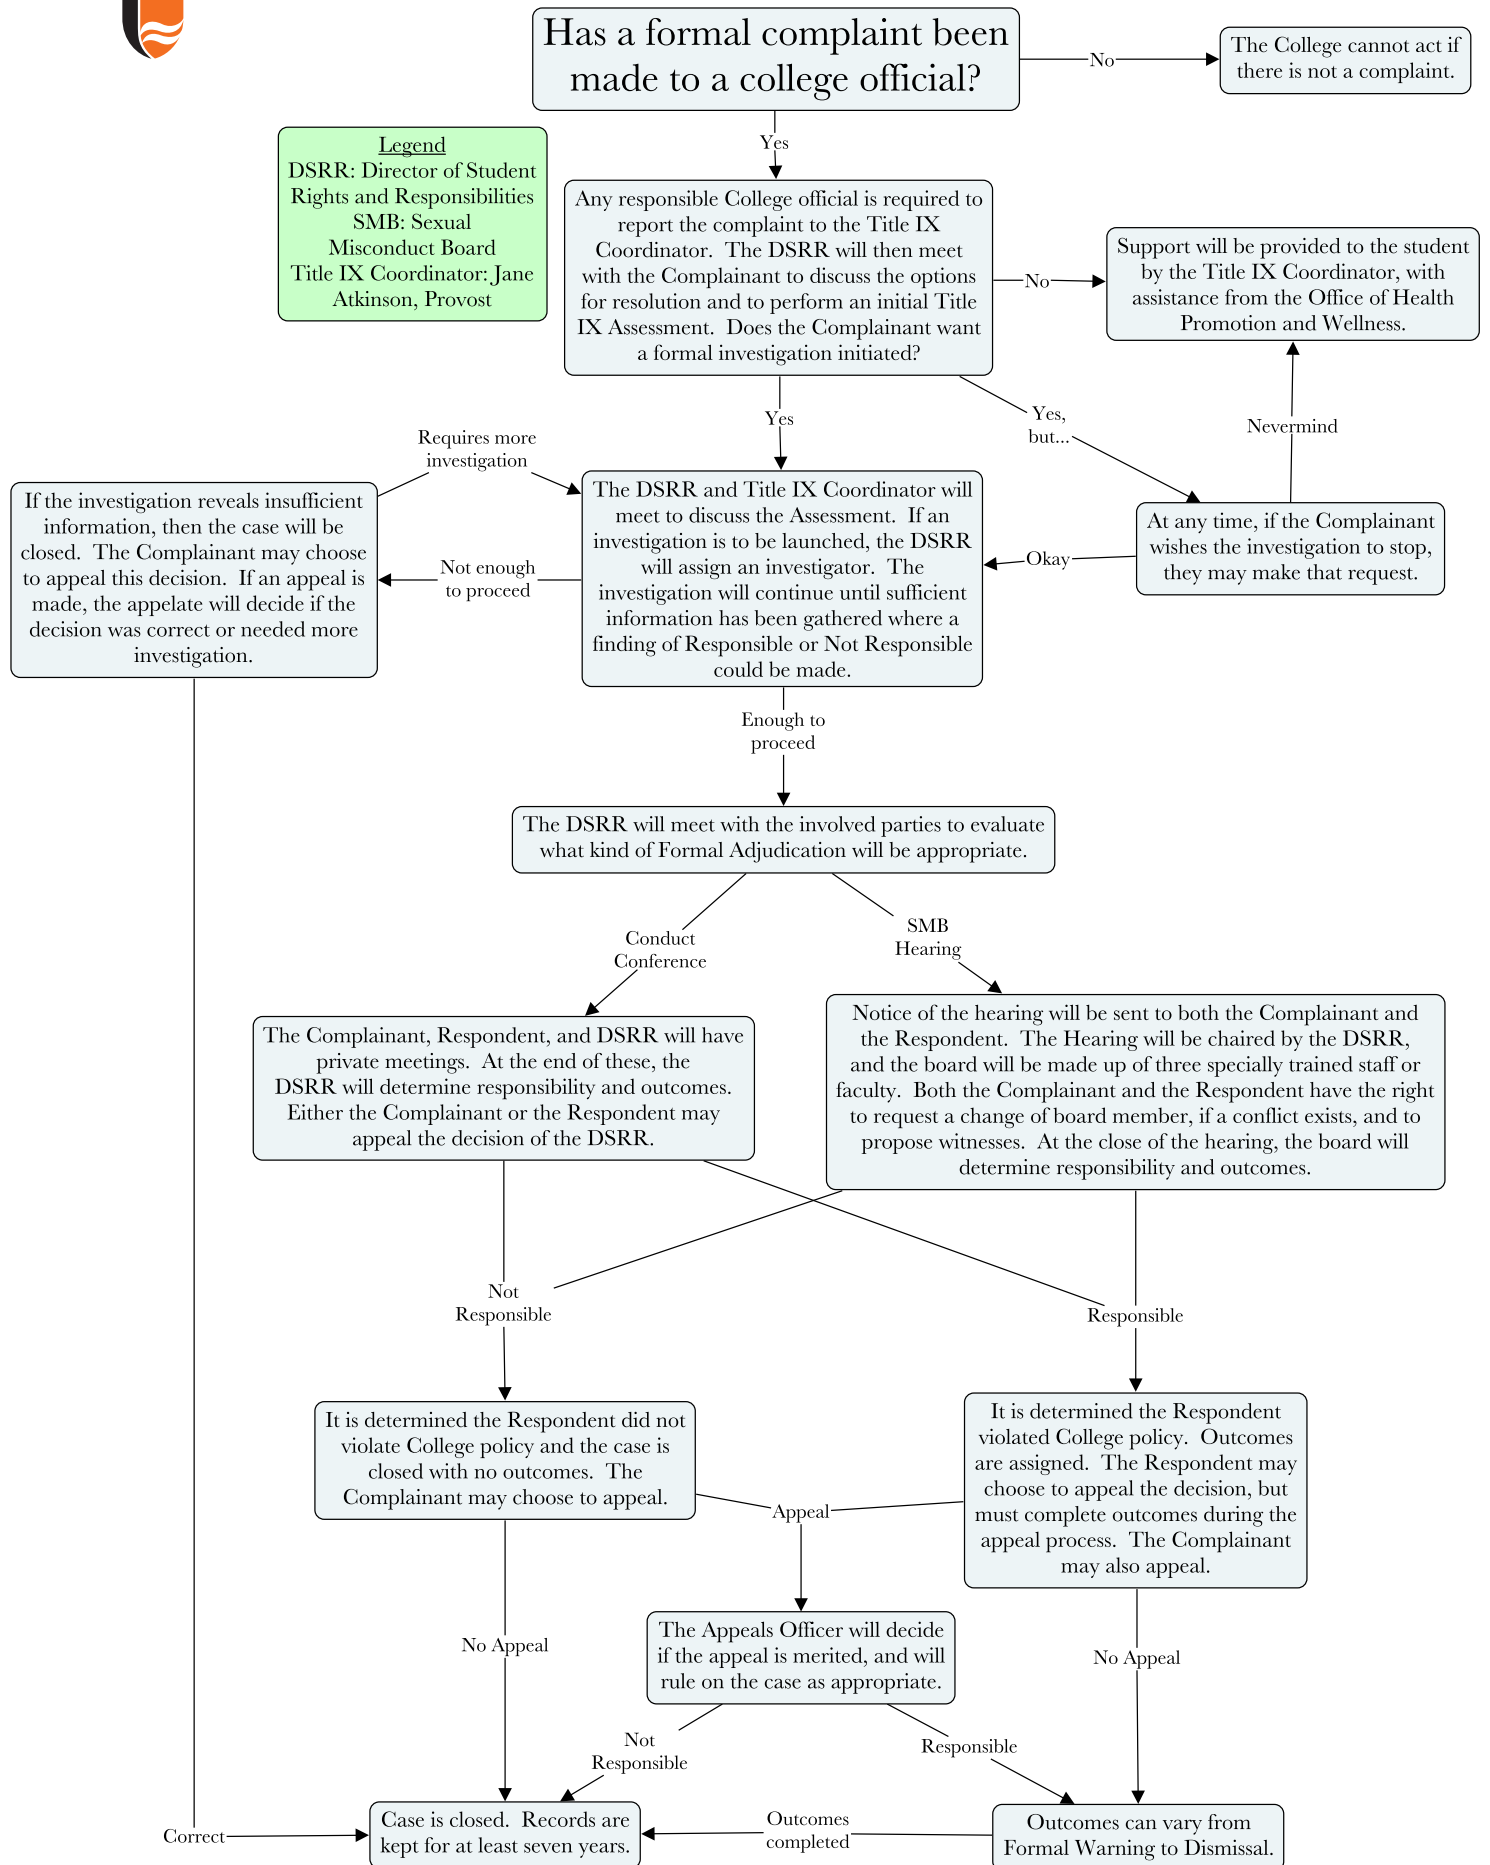 Has a formal complaint been
made to a college official?
No
The College cannot act if
there is not a complaint.
Yes
Legend
DSRR: Director of Student
Rights and Responsibilities
SMB: Sexual
Misconduct Board
Title IX Coordinator: Jane
Atkinson, Provost
Any responsible College official is required to
report the complaint to the Title IX
Coordinator. The DSRR will then meet
with the Complainant to discuss the options
for resolution and to perform an initial Title
IX Assessment. Does the Complainant want
a formal investigation initiated?
No
Support will be provided to the student
by the Title IX Coordinator, with
assistance from the Office of Health
Promotion and Wellness.
Yes
Yes,
but...
Nevermind
Requires more
investigation
If the investigation reveals insufficient
information, then the case will be
closed. The Complainant may choose
to appeal this decision. If an appeal is
made, the appelate will decide if the
decision was correct or needed more
investigation.
Not enough
to proceed
The DSRR and Title IX Coordinator will
meet to discuss the Assessment. If an
investigation is to be launched, the DSRR
will assign an investigator. The
investigation will continue until sufficient
information has been gathered where a
finding of Responsible or Not Responsible
could be made.
Okay
At any time, if the Complainant
wishes the investigation to stop,
they may make that request.
Enough to
proceed
The DSRR will meet with the involved parties to evaluate
what kind of Formal Adjudication will be appropriate.
Conduct
Conference
SMB
Hearing
The Complainant, Respondent, and DSRR will have
private meetings. At the end of these, the
DSRR will determine responsibility and outcomes.
Either the Complainant or the Respondent may
appeal the decision of the DSRR.
Notice of the hearing will be sent to both the Complainant and
the Respondent. The Hearing will be chaired by the DSRR,
and the board will be made up of three specially trained staff or
faculty. Both the Complainant and the Respondent have the right
to request a change of board member, if a conflict exists, and to
propose witnesses. At the close of the hearing, the board will
determine responsibility and outcomes.
Not
Responsible
Responsible
It is determined the Respondent did not
violate College policy and the case is
closed with no outcomes. The
Complainant may choose to appeal.
Appeal
It is determined the Respondent
violated College policy. Outcomes
are assigned. The Respondent may
choose to appeal the decision, but
must complete outcomes during the
appeal process. The Complainant
may also appeal.
No Appeal
The Appeals Officer will decide
if the appeal is merited, and will
rule on the case as appropriate.
No Appeal
Not
Responsible
Responsible
Correct
Case is closed. Records are
kept for at least seven years.
Outcomes
completed
Outcomes can vary from
Formal Warning to Dismissal.